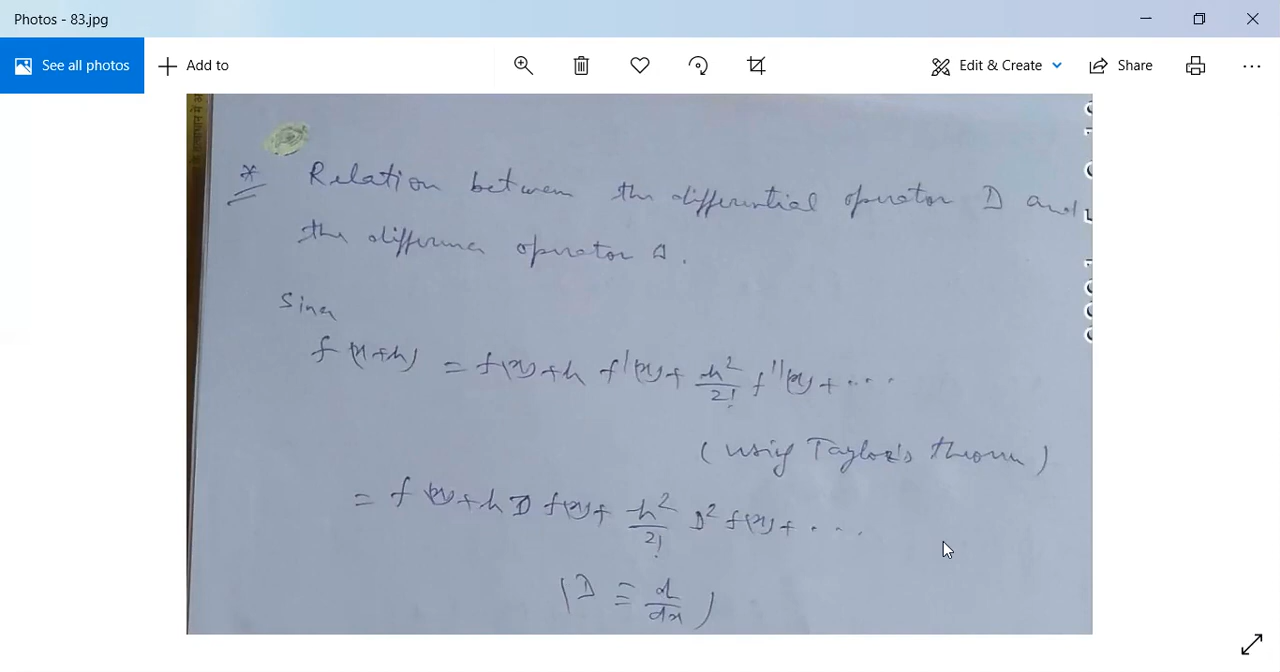 Photos - 83.jpg
See all photos
Add to
Edit & Create
Share
* Relation between the differential operator D and
the difference operator Δ.
Since
f(x+h) = f(x)+h f'(x)+ h²/2! f''(x)+...
(using Taylor's theorem)
= f(x)+h D f(x)+ h²/2! D² f(x)+ ....
(D ≡ d/dx)